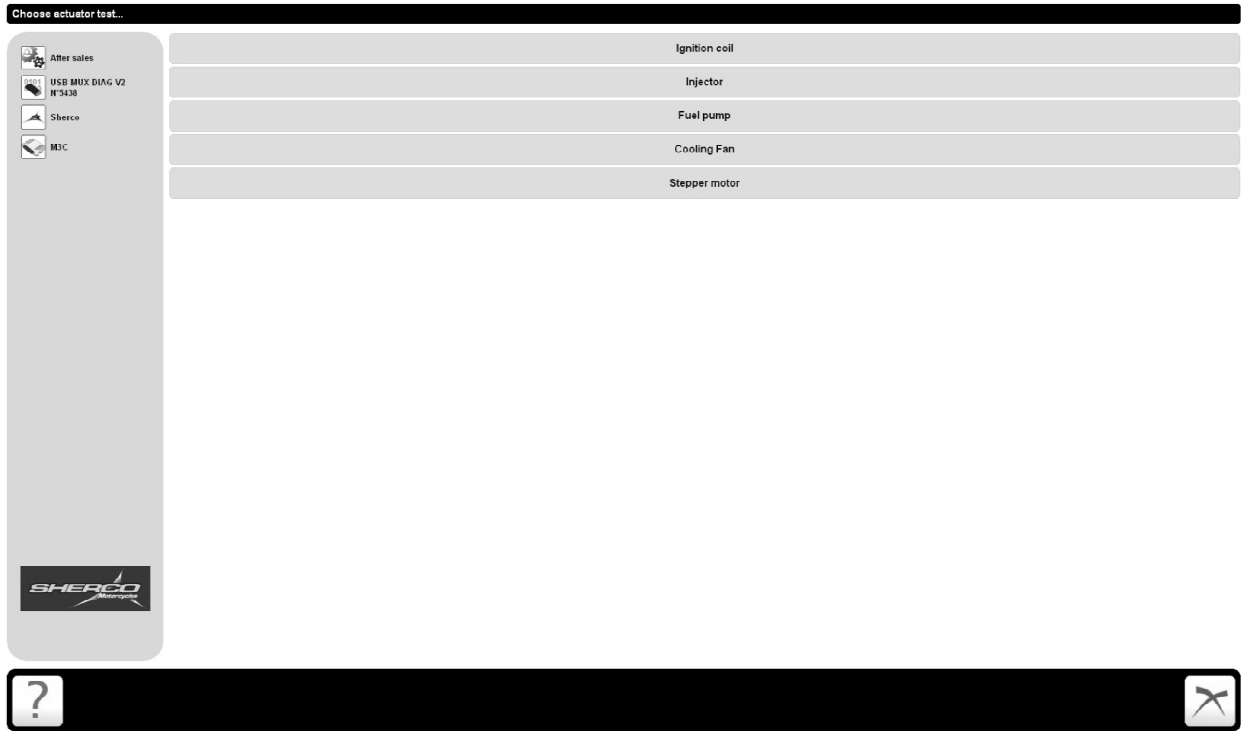 Choose actuator test...
After sales
USB MUX DIAG V2
N°5438
Sherco
M3C
Ignition coil
Injector
Fuel pump
Cooling Fan
Stepper motor
SHERCO
Motorcycles
?